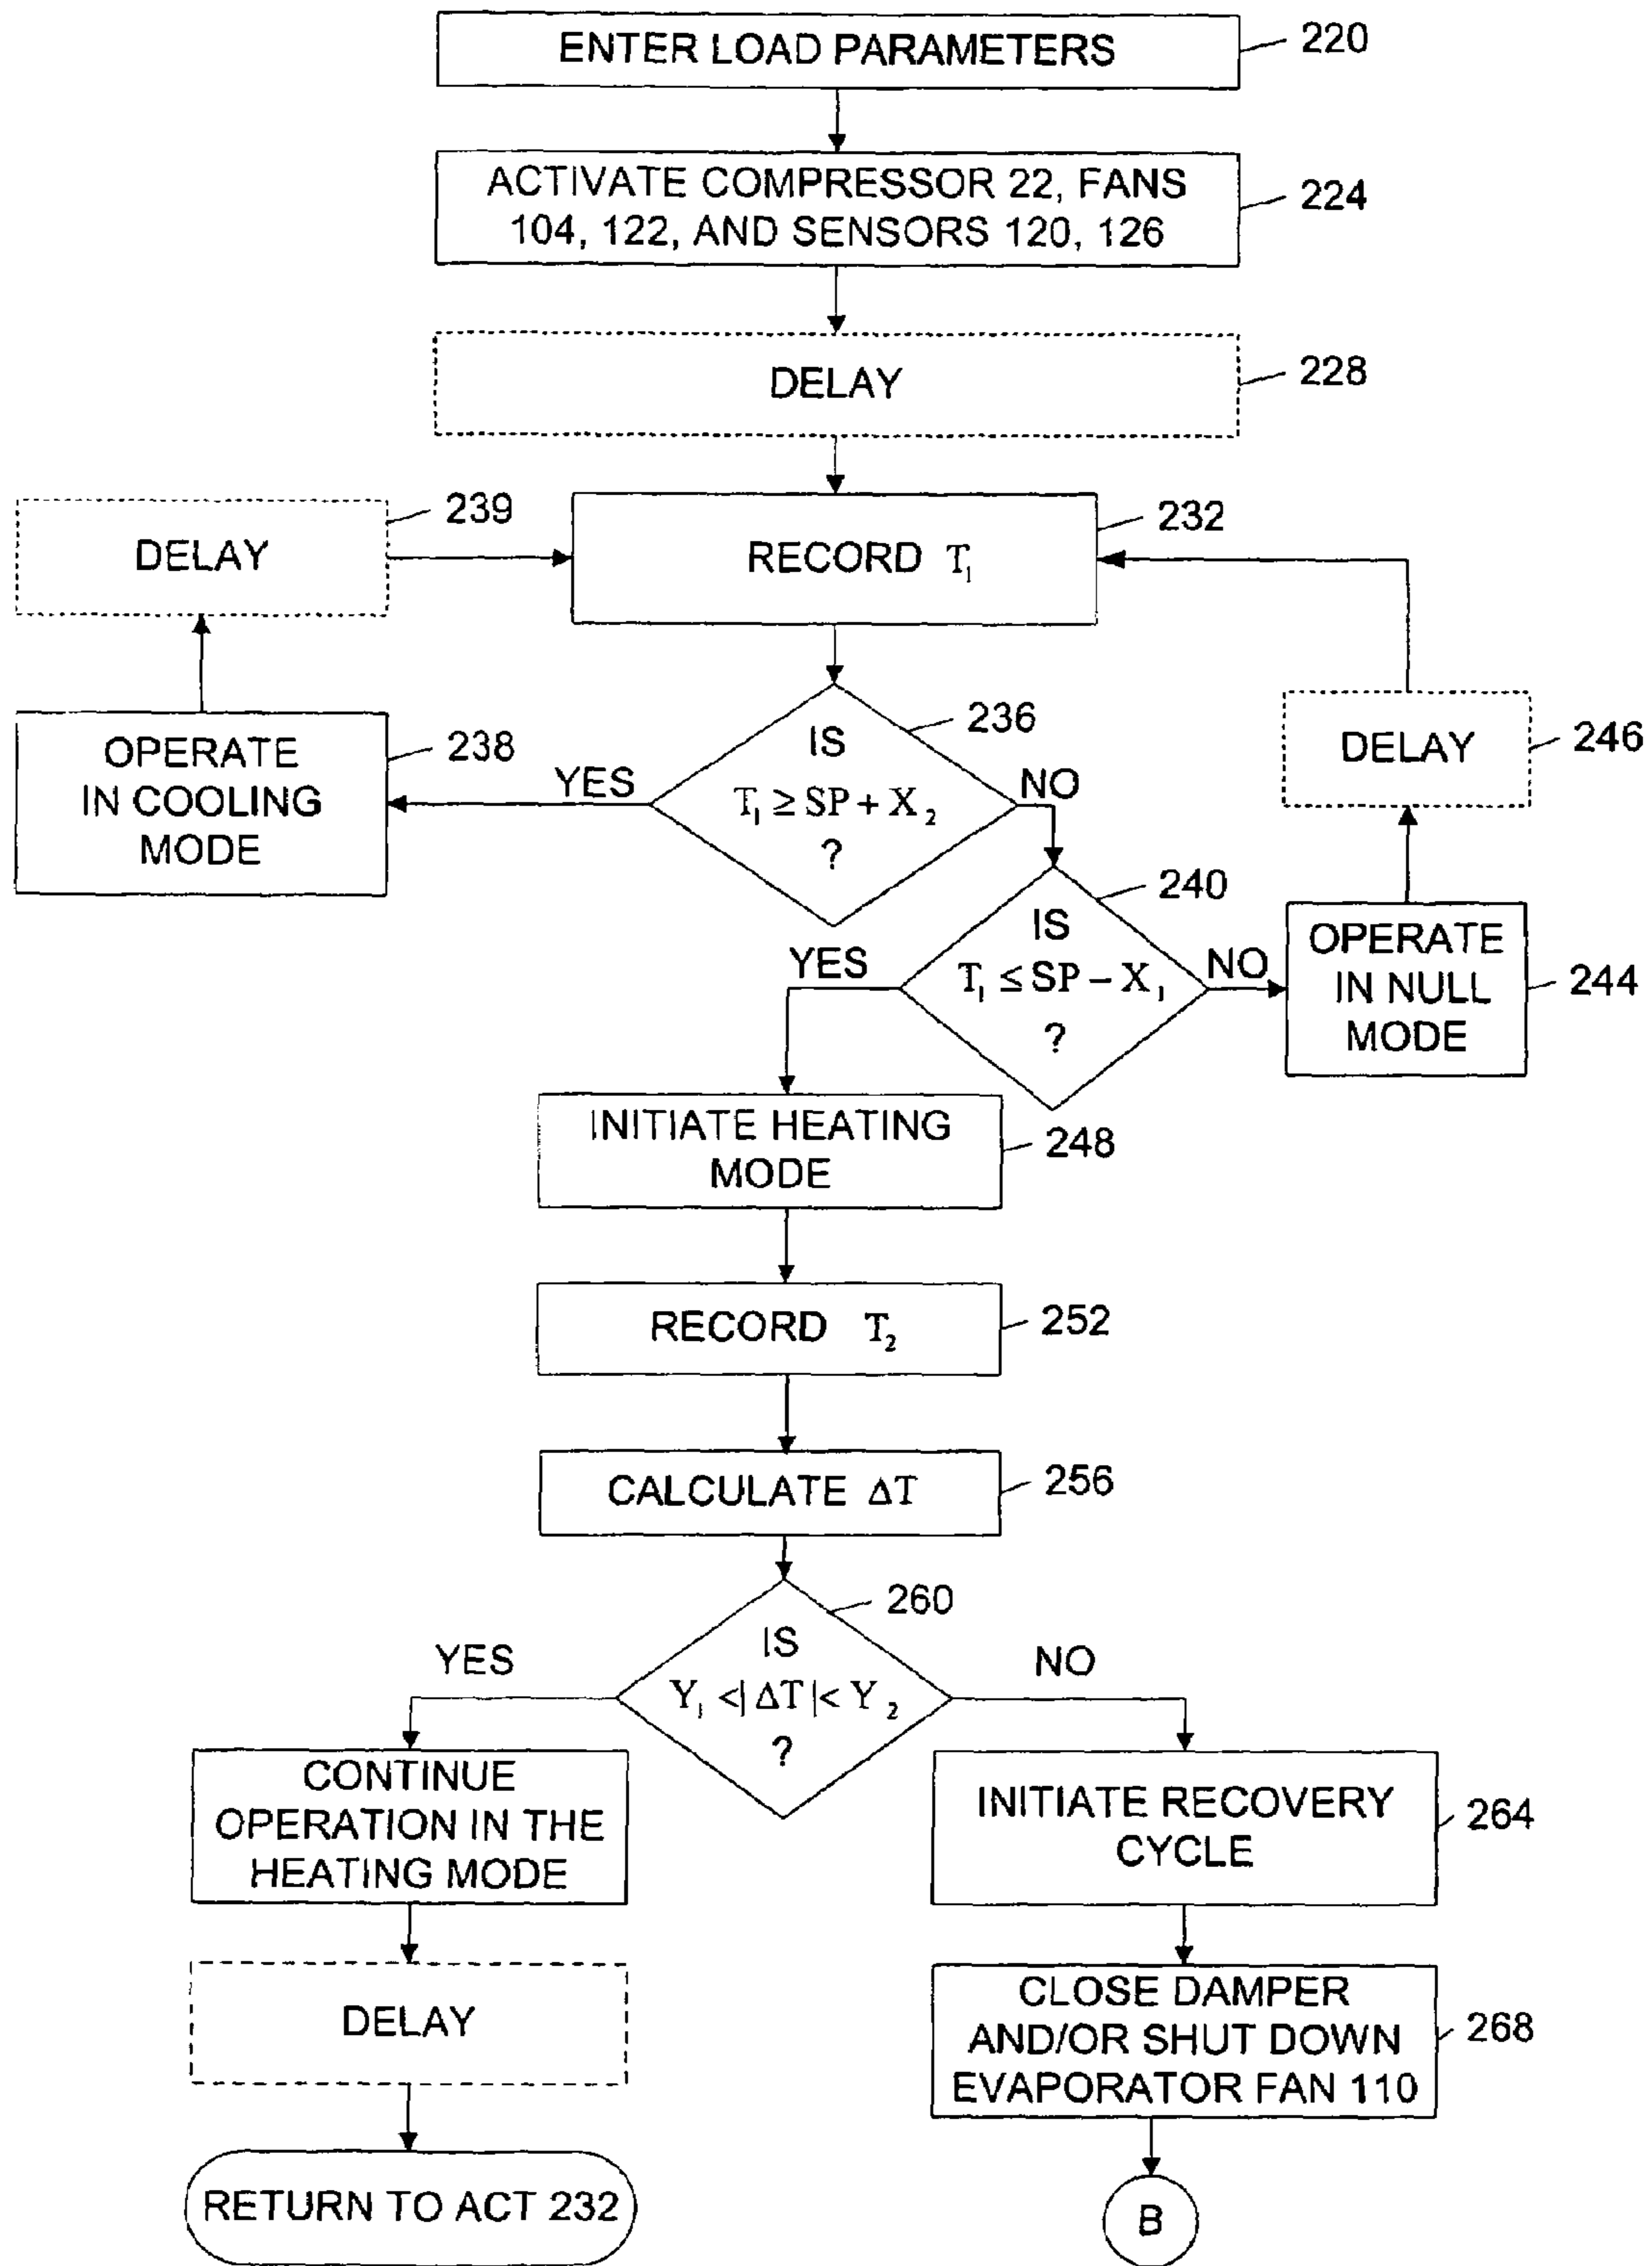 ENTER LOAD PARAMETERS
220
ACTIVATE COMPRESSOR 22, FANS
104, 122, AND SENSORS 120, 126
224
DELAY
228
DELAY
239
RECORD T₁
232
OPERATE
IN COOLING
MODE
238
YES
IS
T₁ ≥ SP + X₂
?
236
NO
DELAY
246
YES
IS
T₁ ≤ SP − X₁
?
240
NO
OPERATE
IN NULL
MODE
244
INITIATE HEATING
MODE
248
RECORD T₂
252
CALCULATE ΔT
256
YES
IS
Y₁ <| ΔT |< Y₂
?
260
NO
CONTINUE
OPERATION IN THE
HEATING MODE
INITIATE RECOVERY
CYCLE
264
DELAY
CLOSE DAMPER
AND/OR SHUT DOWN
EVAPORATOR FAN 110
268
RETURN TO ACT 232
B